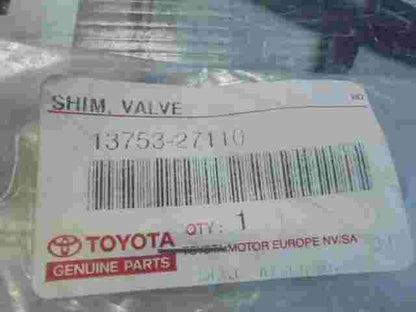 SHIM, VALVE
13753-27110
QTY: 1
TOYOTA
TOYOTA MOTOR EUROPE NV/SA
GENUINE PARTS